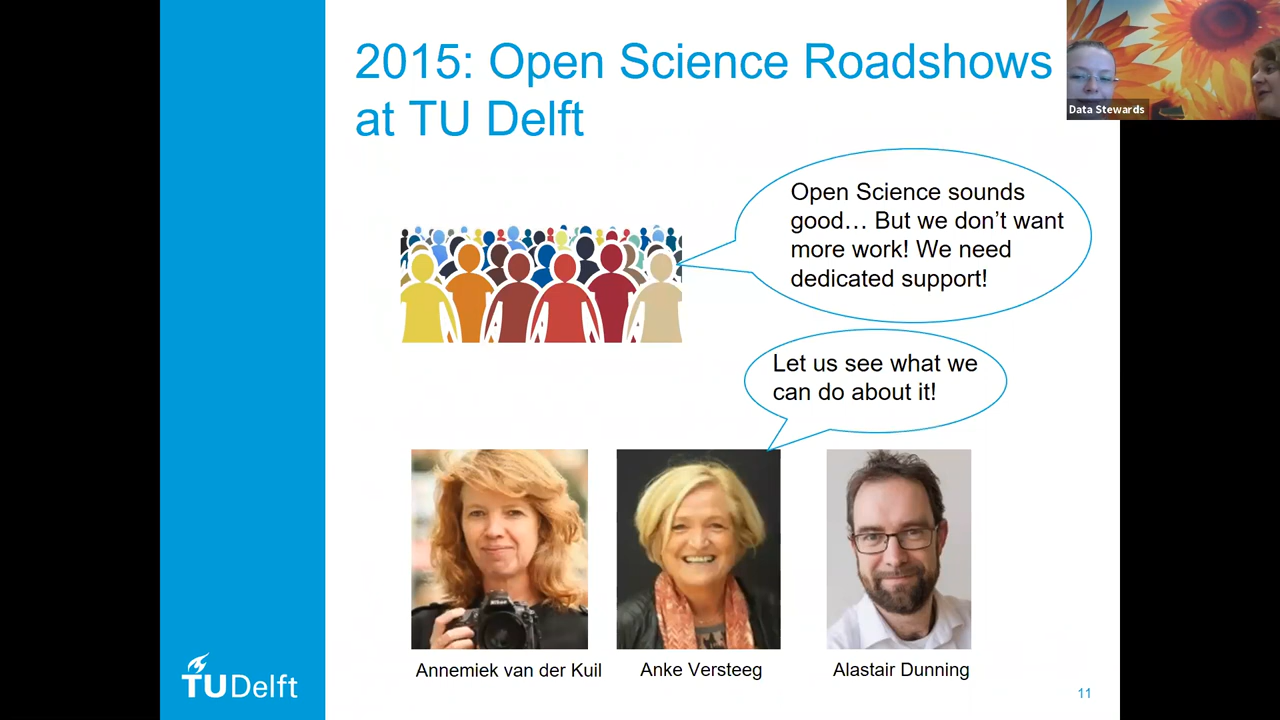 2015: Open Science Roadshows
at TU Delft
Data Stewards
Open Science sounds
good… But we don’t want
more work! We need
dedicated support!
Let us see what we
can do about it!
Nikon
Annemiek van der Kuil
Anke Versteeg
Alastair Dunning
TUDelft
11